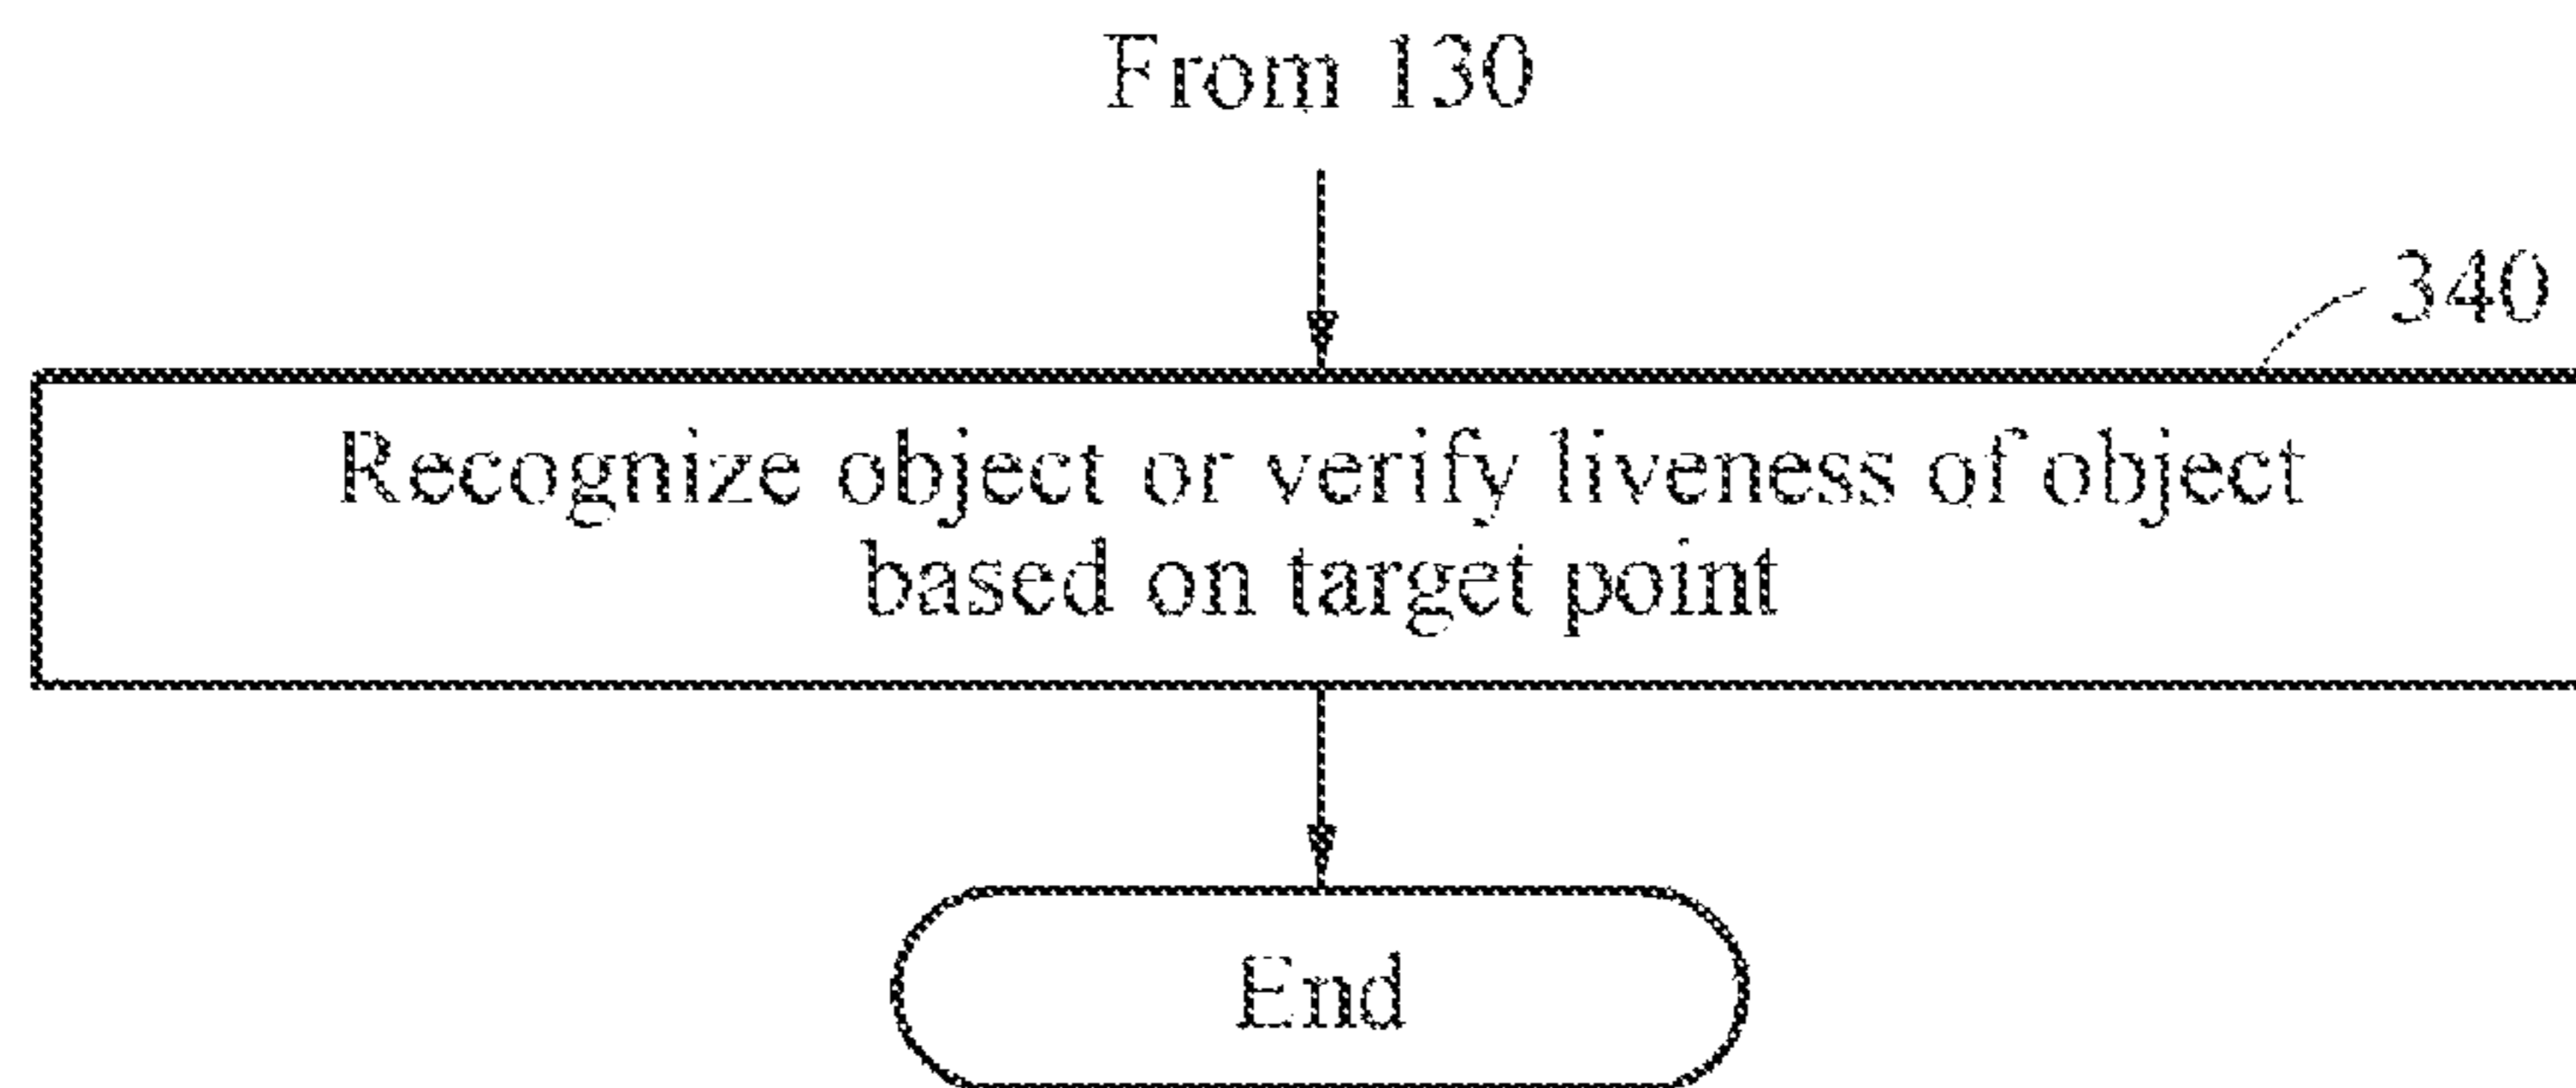 From 130
340
Recognize object or verify liveness of object
based on target point
End